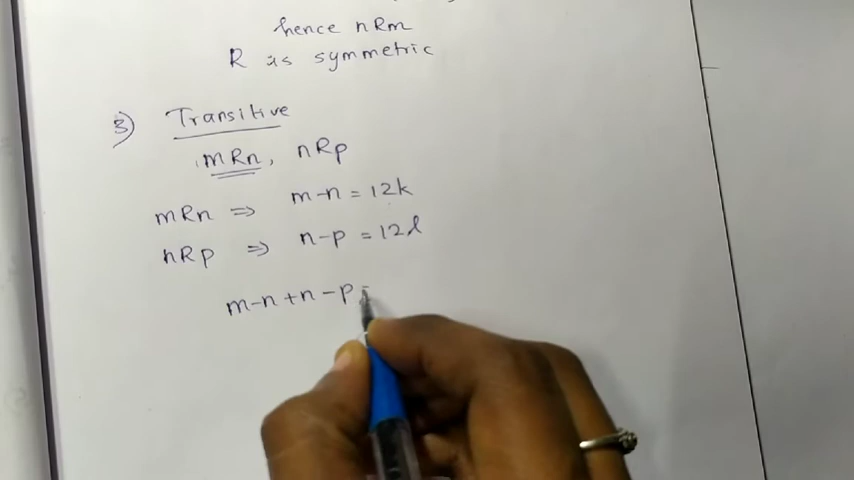 hence nRm
R is symmetric
3) Transitive
mRn, nRp
mRn ⇒ m-n = 12k
nRp ⇒ n-p = 12l
m-n+n-p =